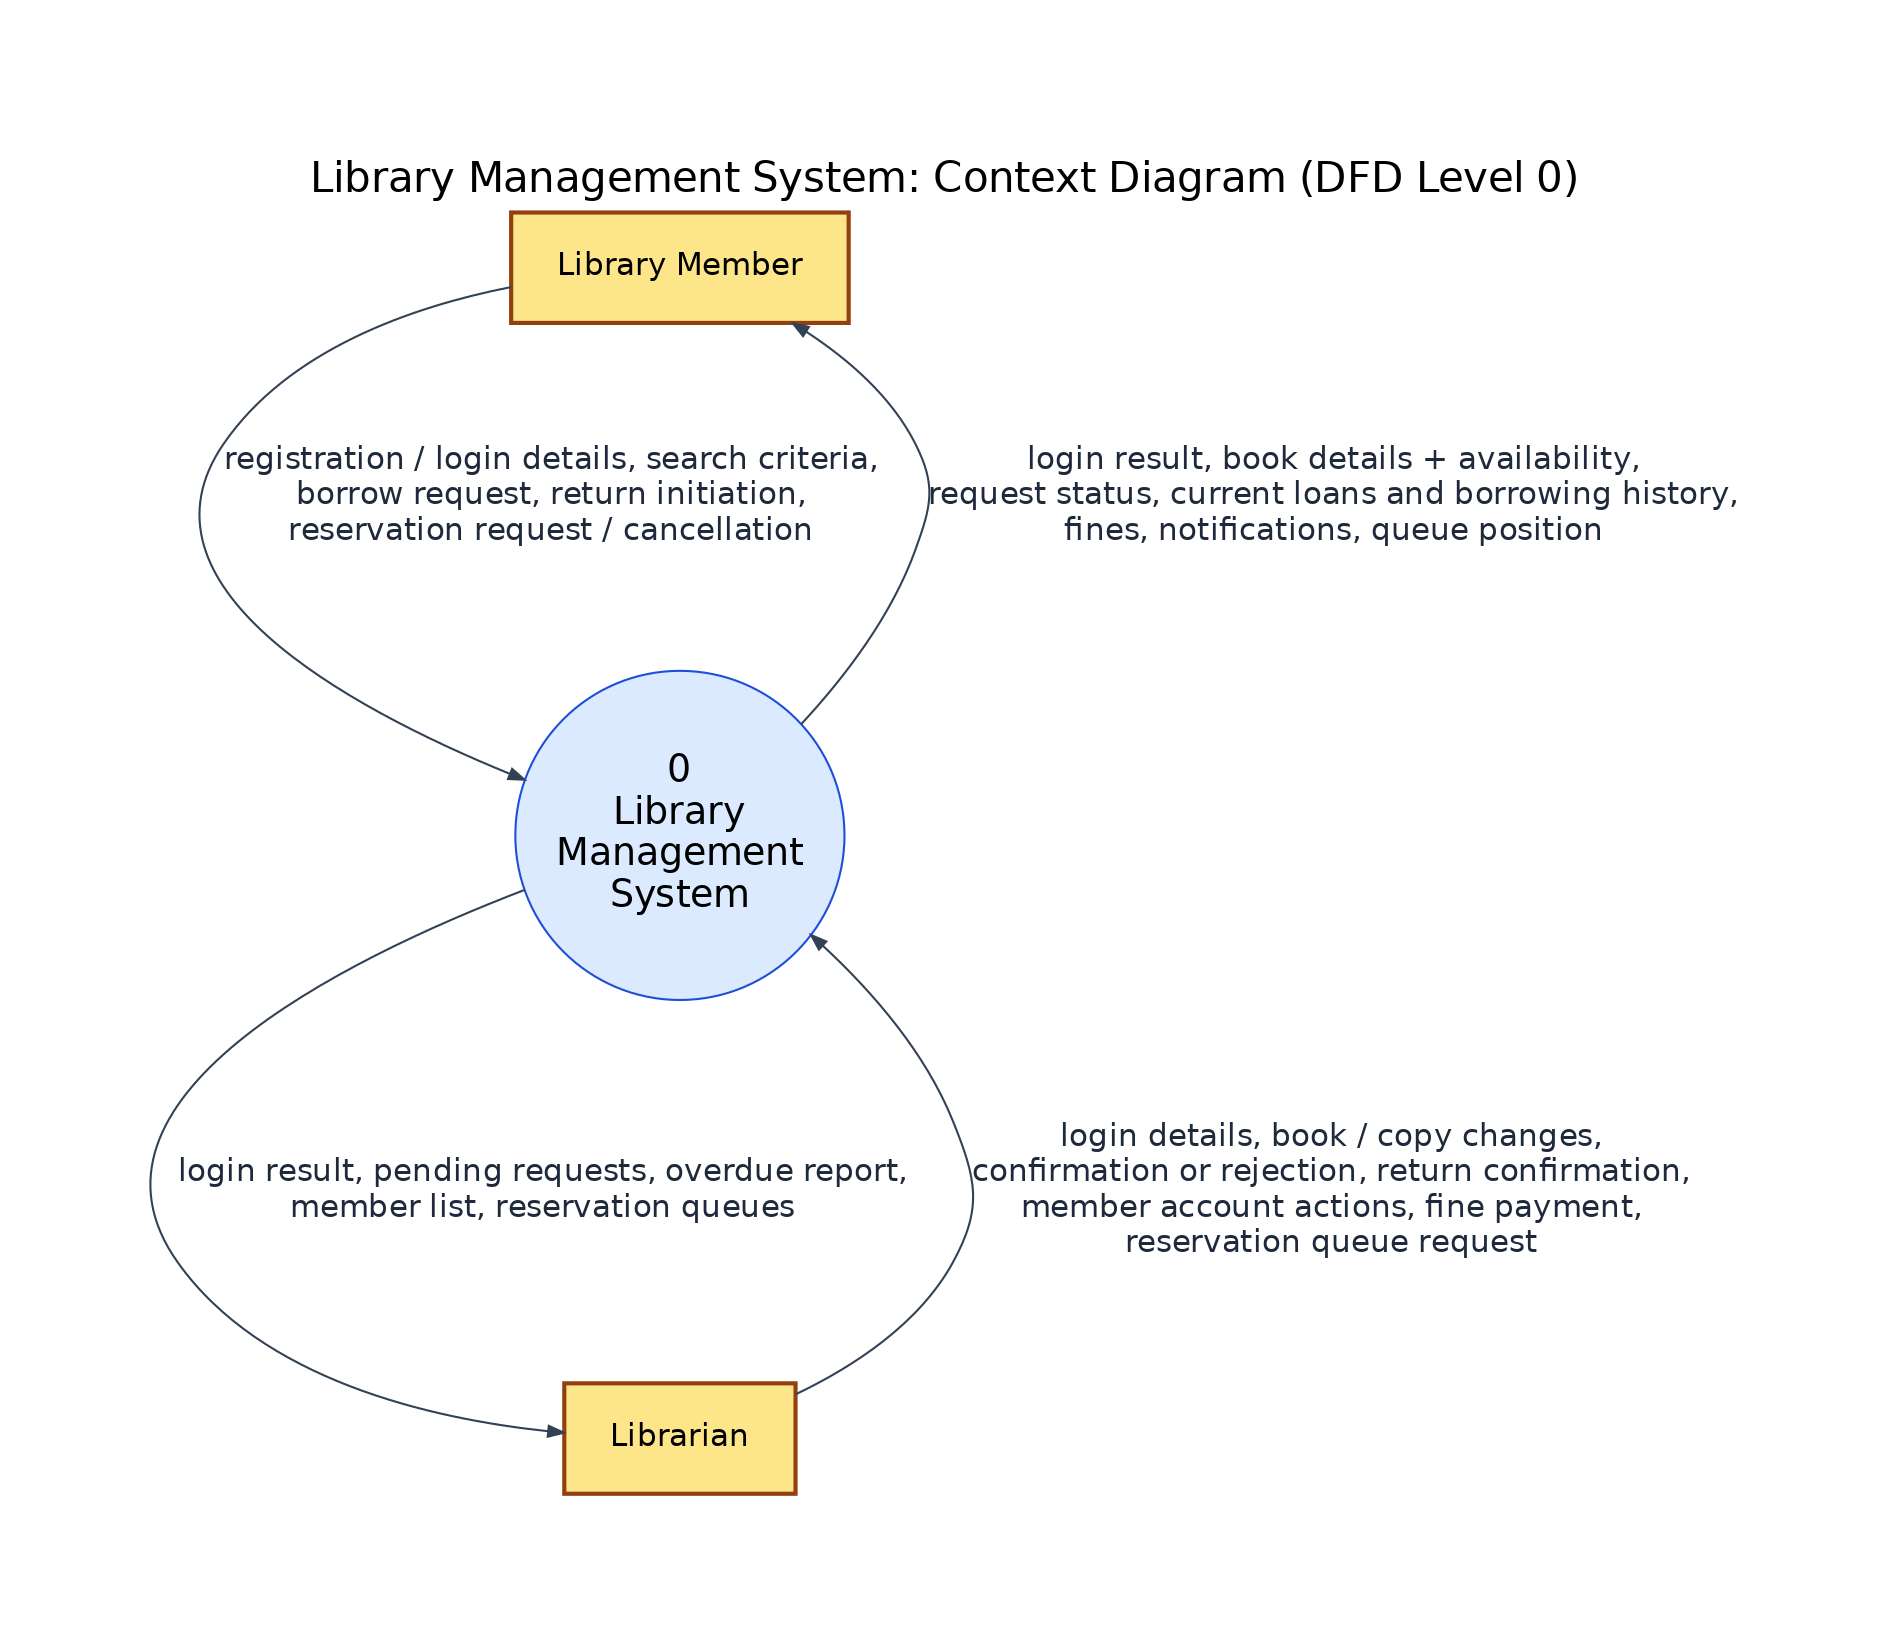 Library Management System: Context Diagram (DFD Level 0)
Library Member
registration / login details, search criteria,
borrow request, return initiation,
reservation request / cancellation
login result, book details + availability,
request status, current loans and borrowing history,
fines, notifications, queue position
0
Library
Management
System
login result, pending requests, overdue report,
member list, reservation queues
login details, book / copy changes,
confirmation or rejection, return confirmation,
member account actions, fine payment,
reservation queue request
Librarian